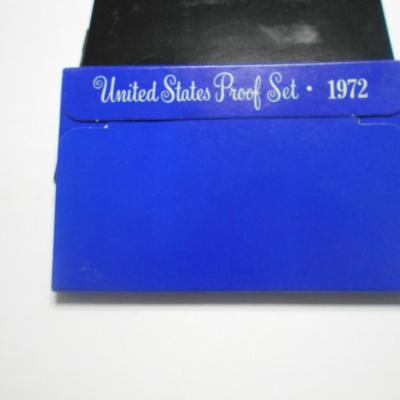 United States Proof Set • 1972